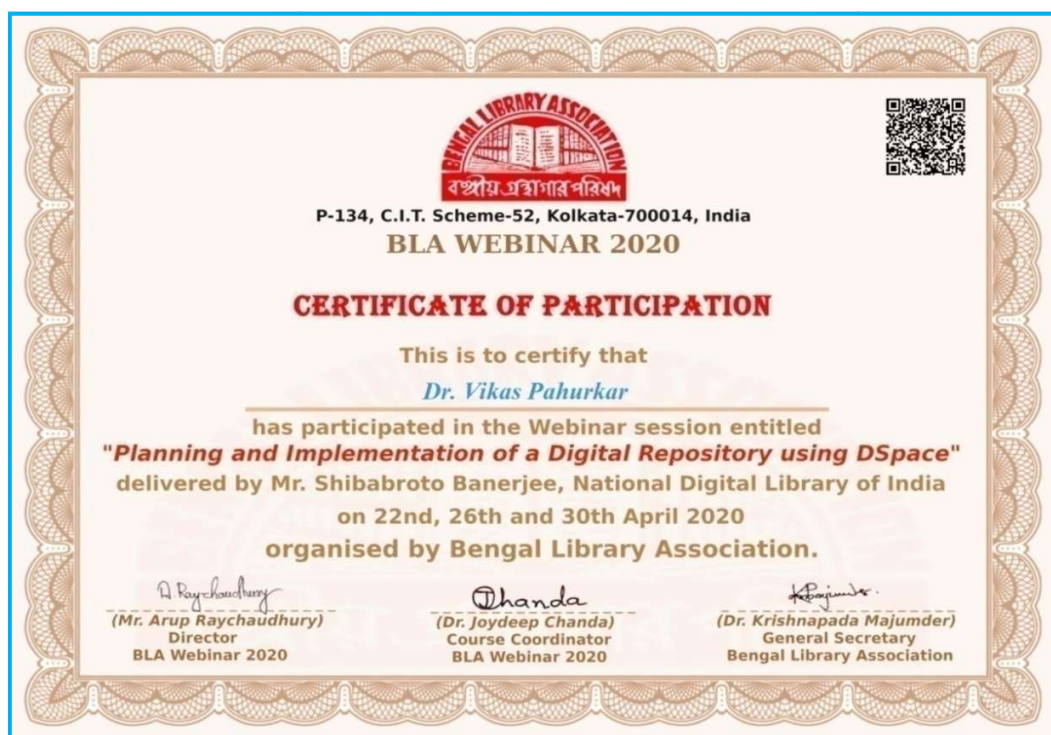 BENGAL LIBRARY ASSOCIATION
বঙ্গীয় গ্রন্থাগার পরিষদ
P-134, C.I.T. Scheme-52, Kolkata-700014, India
BLA WEBINAR 2020
CERTIFICATE OF PARTICIPATION
This is to certify that
Dr. Vikas Pahurkar
has participated in the Webinar session entitled
"Planning and Implementation of a Digital Repository using DSpace"
delivered by Mr. Shibabroto Banerjee, National Digital Library of India
on 22nd, 26th and 30th April 2020
organised by Bengal Library Association.
A. Raychaudhury
(Mr. Arup Raychaudhury) (Dr. Joydeep Chanda) (Dr. Krishnapada Majumder)
Director Course Coordinator General Secretary
BLA Webinar 2020 BLA Webinar 2020 Bengal Library Association